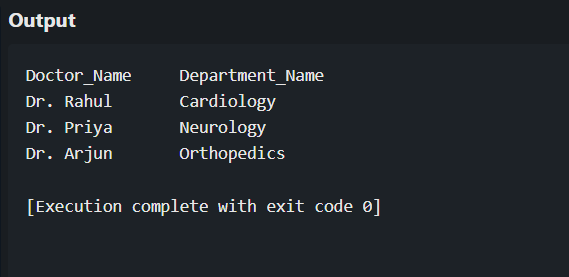 Output
Doctor_Name     Department_Name
Dr. Rahul       Cardiology
Dr. Priya       Neurology
Dr. Arjun       Orthopedics
[Execution complete with exit code 0]